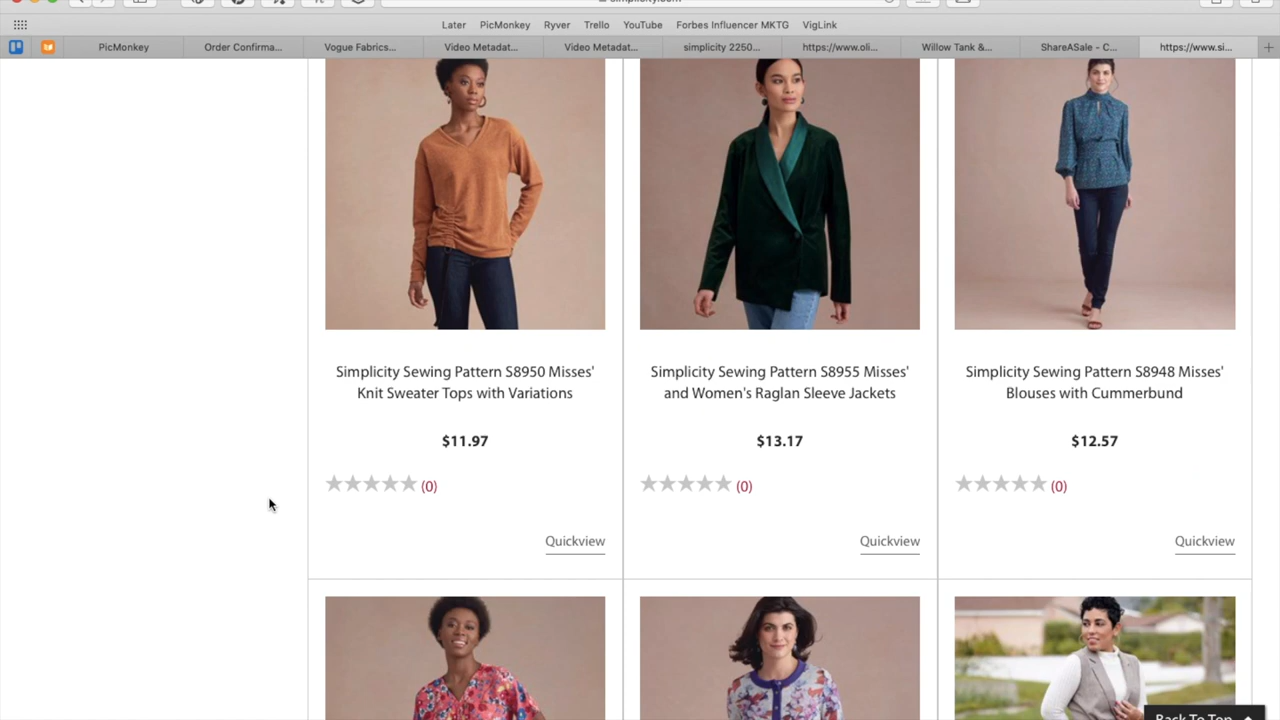 Later PicMonkey Ryver Trello YouTube Forbes Influencer MKTG VigLink
PicMonkey Order Confirma... Vogue Fabrics... Video Metadat... Video Metadat... simplicity 2250... https://www.oli... Willow Tank &... ShareASale - C... https://www.si...
Simplicity Sewing Pattern S8950 Misses'
Knit Sweater Tops with Variations
$11.97
(0)
Quickview
Simplicity Sewing Pattern S8955 Misses'
and Women's Raglan Sleeve Jackets
$13.17
(0)
Quickview
Simplicity Sewing Pattern S8948 Misses'
Blouses with Cummerbund
$12.57
(0)
Quickview
Back To Top